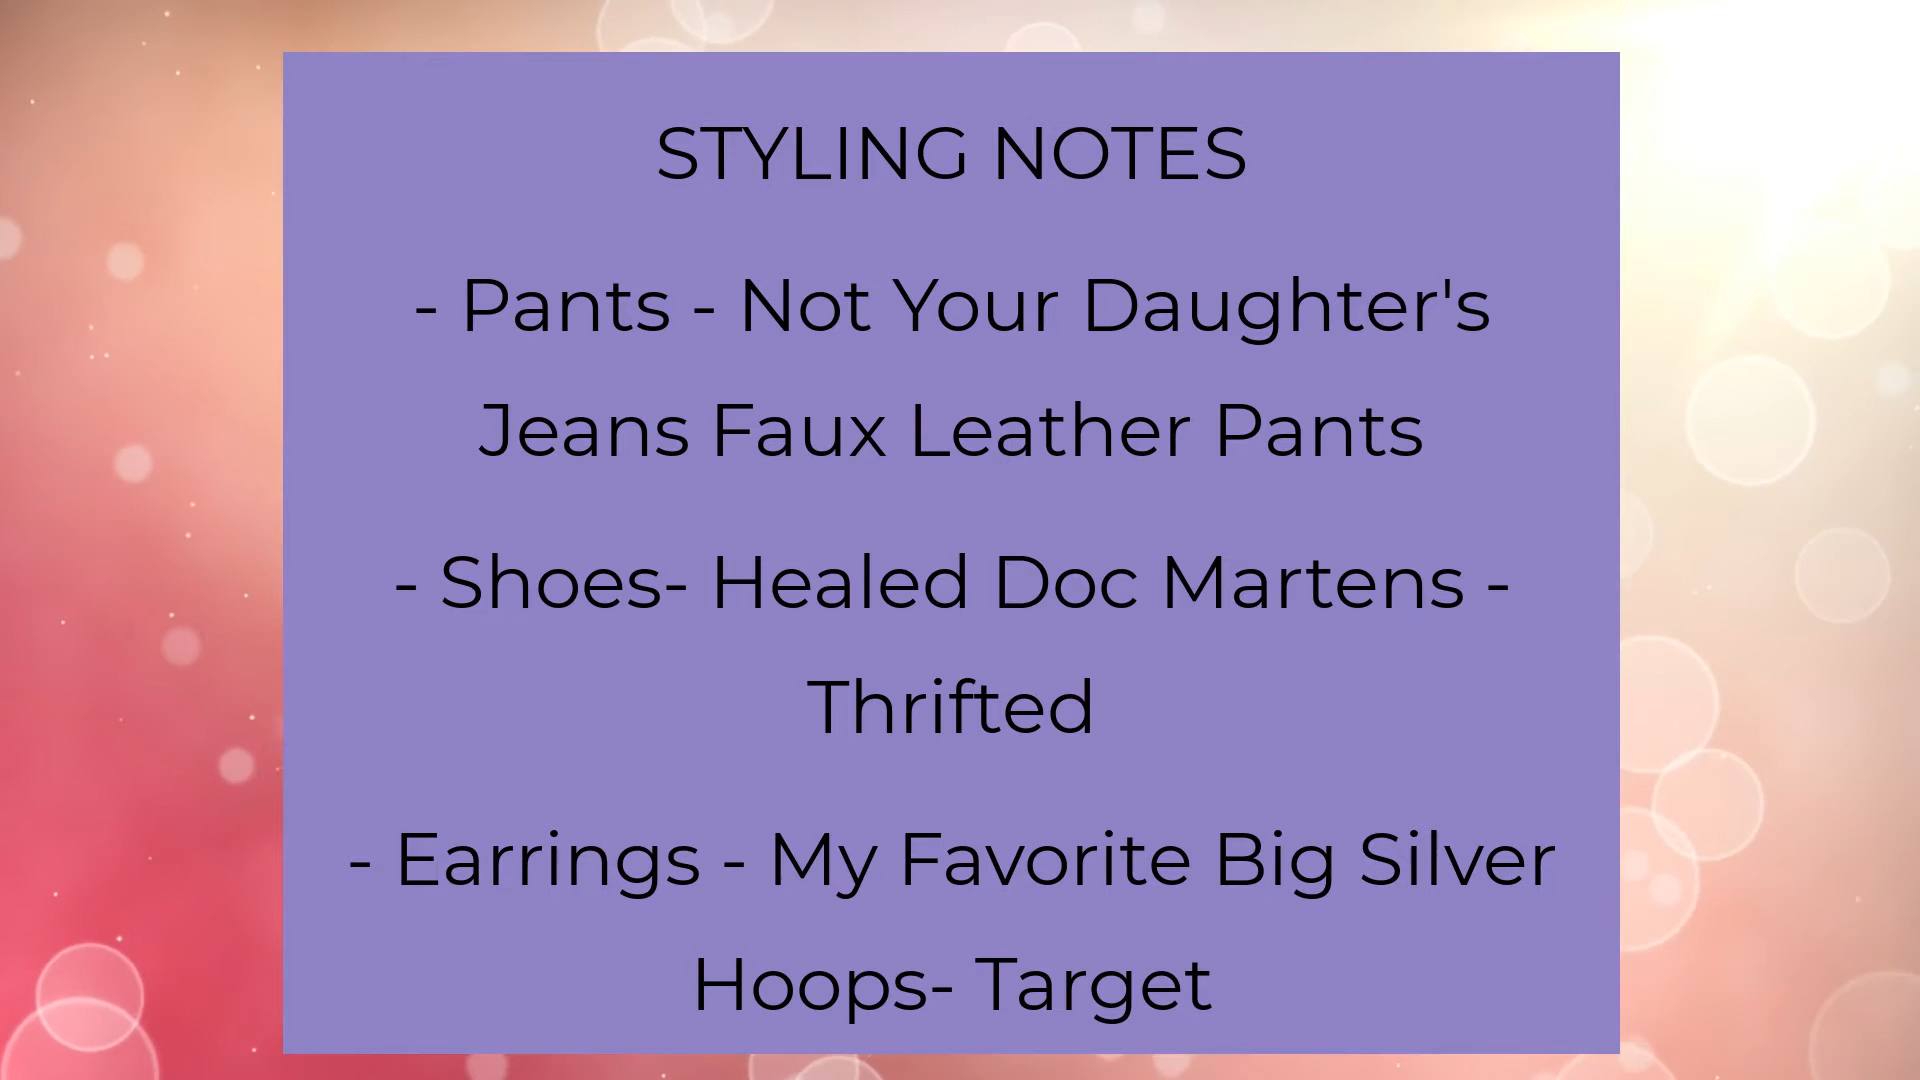 STYLING NOTES
- Pants - Not Your Daughter's
Jeans Faux Leather Pants
- Shoes- Healed Doc Martens -
Thrifted
- Earrings - My Favorite Big Silver
Hoops- Target